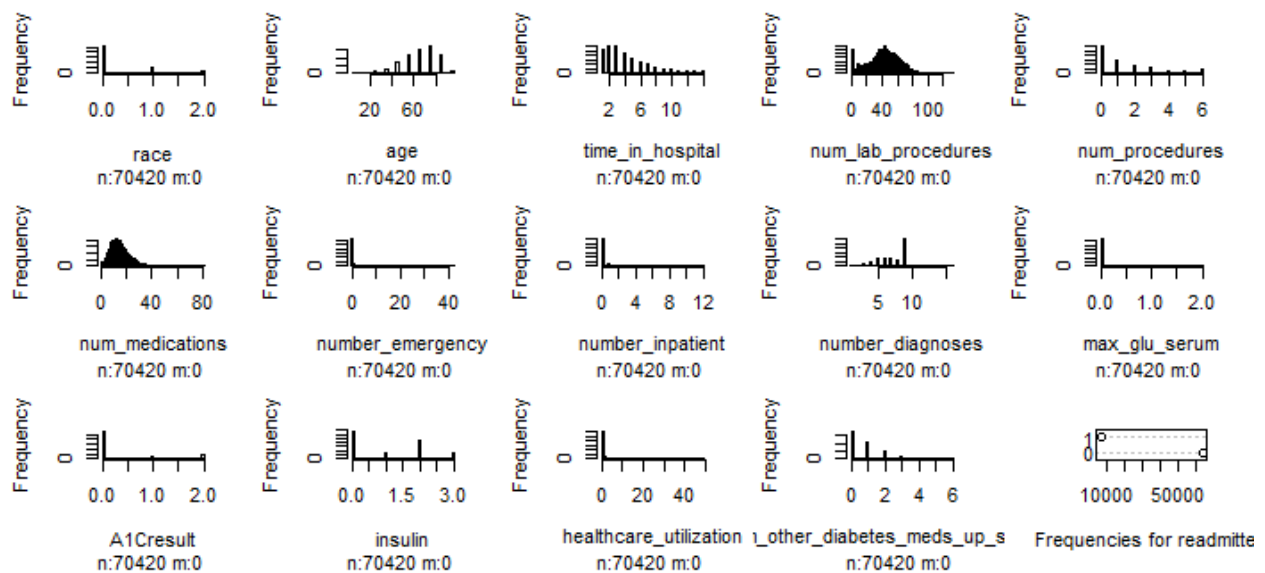 Frequency
0
0.0 1.0 2.0
race
n:70420 m:0
Frequency
0
20 60
age
n:70420 m:0
Frequency
0
2 6 10
time_in_hospital
n:70420 m:0
Frequency
0
0 40 100
num_lab_procedures
n:70420 m:0
Frequency
0
0 2 4 6
num_procedures
n:70420 m:0
Frequency
0
0 40 80
num_medications
n:70420 m:0
Frequency
0
0 20 40
number_emergency
n:70420 m:0
Frequency
0
0 4 8 12
number_inpatient
n:70420 m:0
Frequency
0
5 10
number_diagnoses
n:70420 m:0
Frequency
0
0.0 1.0 2.0
max_glu_serum
n:70420 m:0
Frequency
0
0.0 1.0 2.0
A1Cresult
n:70420 m:0
Frequency
0
0.0 1.5 3.0
insulin
n:70420 m:0
Frequency
0
0 20 40
healthcare_utilization
n:70420 m:0
Frequency
0
0 2 4 6
_other_diabetes_meds_up_s
n:70420 m:0
1
0
10000 50000
Frequencies for readmitte